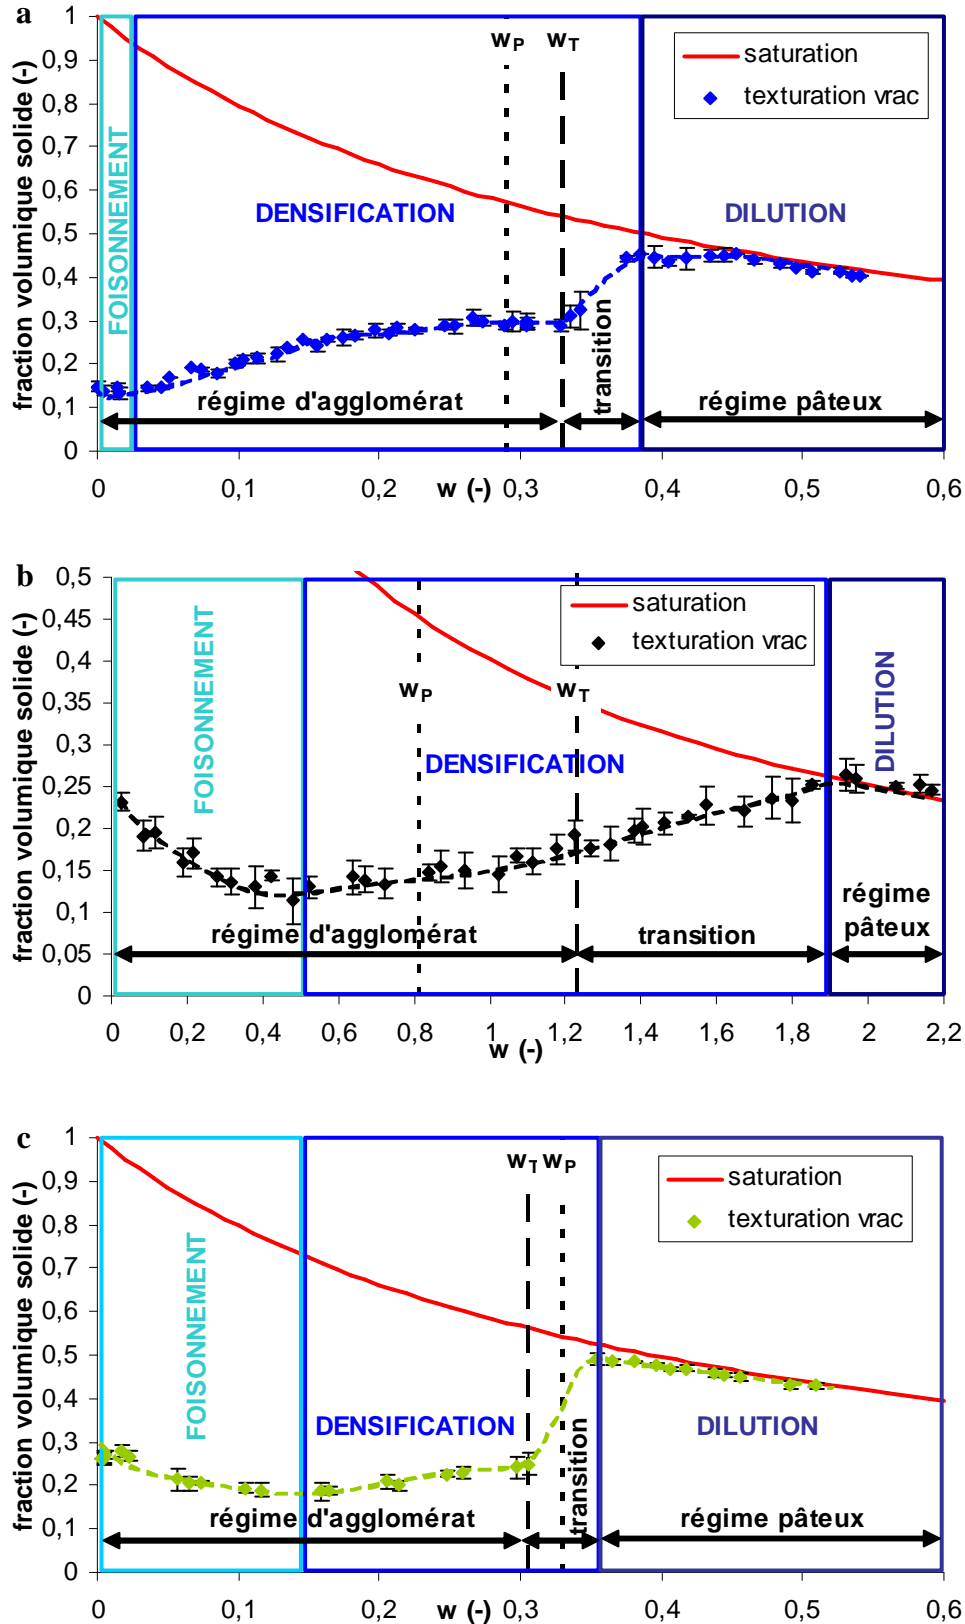 a
fraction volumique solide (-)
1
0,9
0,8
0,7
0,6
0,5
0,4
0,3
0,2
0,1
0
wP
wT
saturation
texturation vrac
FOISONNEMENT
DENSIFICATION
DILUTION
régime d'agglomérat
transition
régime pâteux
0
0,1
0,2
0,3
0,4
0,5
0,6
w (-)
b
fraction volumique solide (-)
0,5
0,45
0,4
0,35
0,3
0,25
0,2
0,15
0,1
0,05
0
saturation
texturation vrac
FOISONNEMENT
wP
wT
DENSIFICATION
DILUTION
régime d'agglomérat
transition
régime
pâteux
0
0,2
0,4
0,6
0,8
1
1,2
1,4
1,6
1,8
2
2,2
w (-)
c
fraction volumique solide (-)
1
0,9
0,8
0,7
0,6
0,5
0,4
0,3
0,2
0,1
0
wT
wP
saturation
texturation vrac
FOISONNEMENT
DENSIFICATION
DILUTION
régime d'agglomérat
transition
régime pâteux
0
0,1
0,2
0,3
0,4
0,5
0,6
w (-)